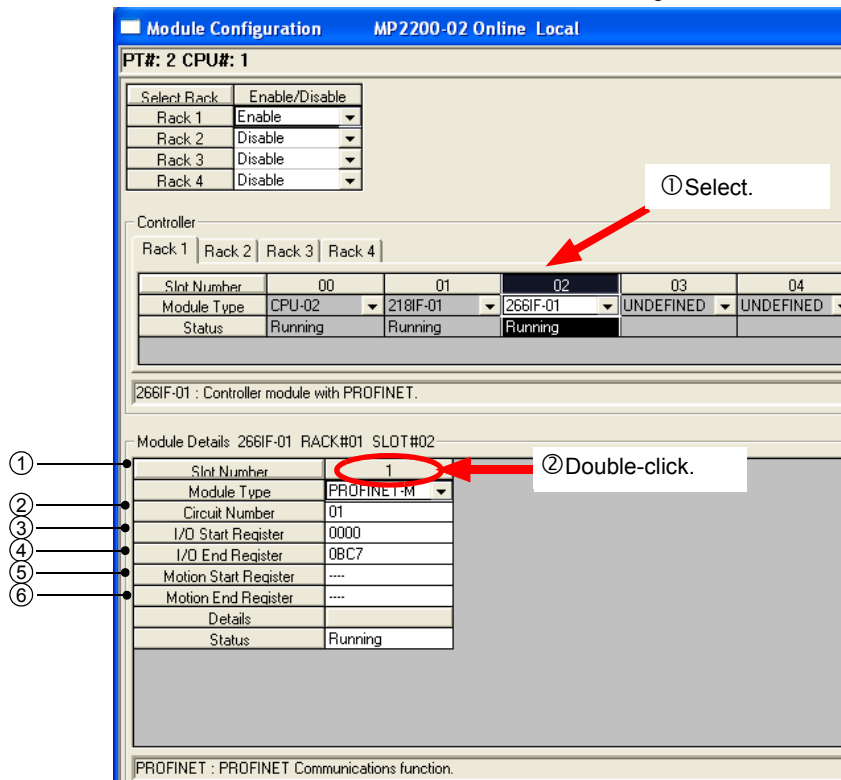 Module Configuration MP2200-02 Online Local
PT#: 2 CPU#: 1
Select Rack Enable/Disable
Rack 1 Enable
Rack 2 Disable
Rack 3 Disable
Rack 4 Disable
①Select.
Controller
Rack 1 Rack 2 Rack 3 Rack 4
Slot Number 00 01 02 03 04
Module Type CPU-02 218IF-01 266IF-01 UNDEFINED UNDEFINED
Status Running Running Running
266IF-01 : Controller module with PROFINET.
Module Details 266IF-01 RACK#01 SLOT#02
① Slot Number 1
②Double-click.
Module Type PROFINET-M
② Circuit Number 01
③ I/O Start Register 0000
④ I/O End Register 0BC7
⑤ Motion Start Register ----
⑥ Motion End Register ----
Details
Status Running
PROFINET : PROFINET Communications function.